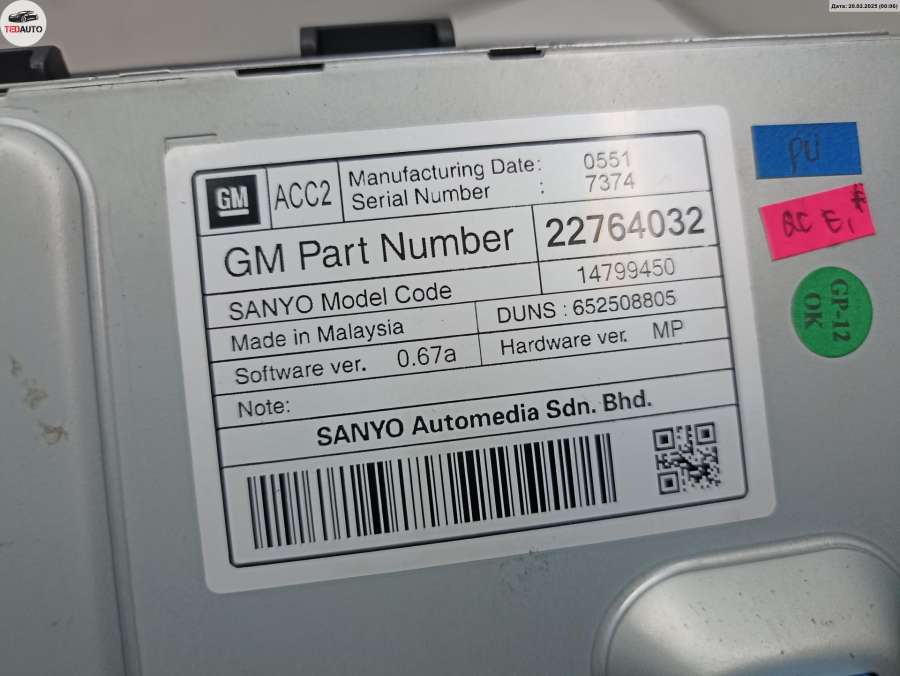 TEDAUTO
Дата: 20.02.2025 (00:06)
GM
ACC2
Manufacturing Date: 0551
Serial Number : 7374
GM Part Number 22764032
SANYO Model Code 14799450
Made in Malaysia DUNS : 652508805
Software ver. 0.67a Hardware ver. MP
Note:
SANYO Automedia Sdn. Bhd.
PU
QC E1
GP-12
OK